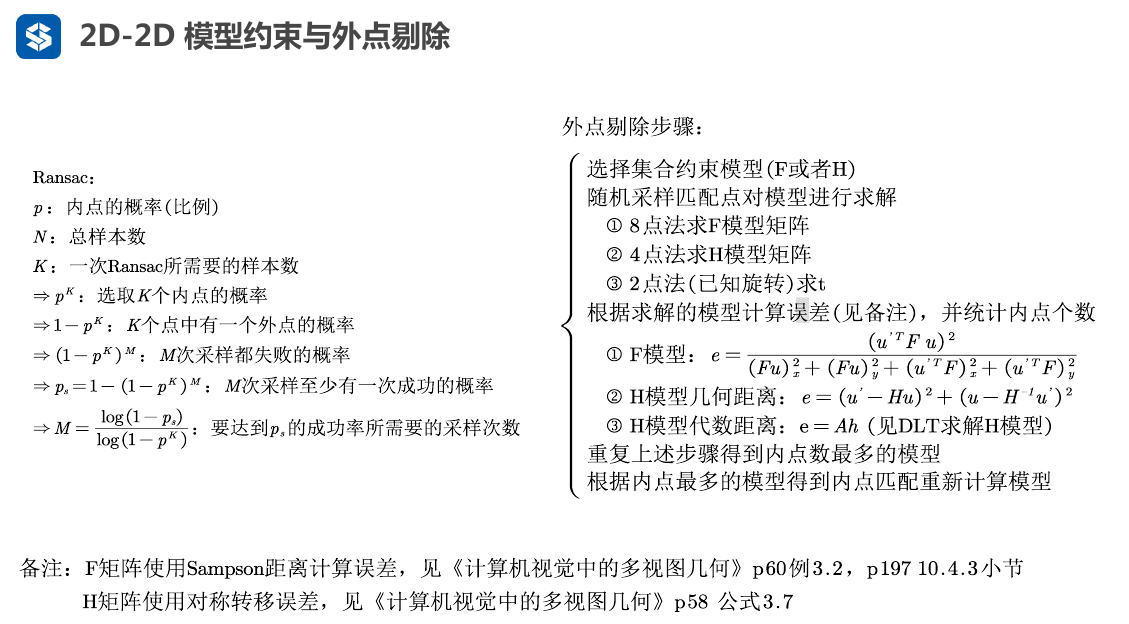 2D-2D 模型约束与外点剔除
Ransac：
p：内点的概率(比例)
N：总样本数
K：一次Ransac所需要的样本数
⇒ p^K：选取K个内点的概率
⇒ 1－p^K：K个点中有一个外点的概率
⇒ (1－p^K)^M：M次采样都失败的概率
⇒ p_s＝1－(1－p^K)^M：M次采样至少有一次成功的概率
⇒ M＝log(1－p_s)/log(1－p^K)：要达到p_s的成功率所需要的采样次数
外点剔除步骤：
选择集合约束模型(F或者H)
随机采样匹配点对模型进行求解
① 8点法求F模型矩阵
② 4点法求H模型矩阵
③ 2点法(已知旋转)求t
根据求解的模型计算误差(见备注)，并统计内点个数
① F模型：e＝(u'^T F u)^2/((Fu)_x^2＋(Fu)_y^2＋(u'^T F)_x^2＋(u'^T F)_y^2)
② H模型几何距离：e＝(u'－Hu)^2＋(u－H^-1u')^2
③ H模型代数距离：e＝Ah (见DLT求解H模型)
重复上述步骤得到内点数最多的模型
根据内点最多的模型得到内点匹配重新计算模型
备注：F矩阵使用Sampson距离计算误差，见《计算机视觉中的多视图几何》p60例3.2，p197 10.4.3小节
H矩阵使用对称转移误差，见《计算机视觉中的多视图几何》p58 公式3.7